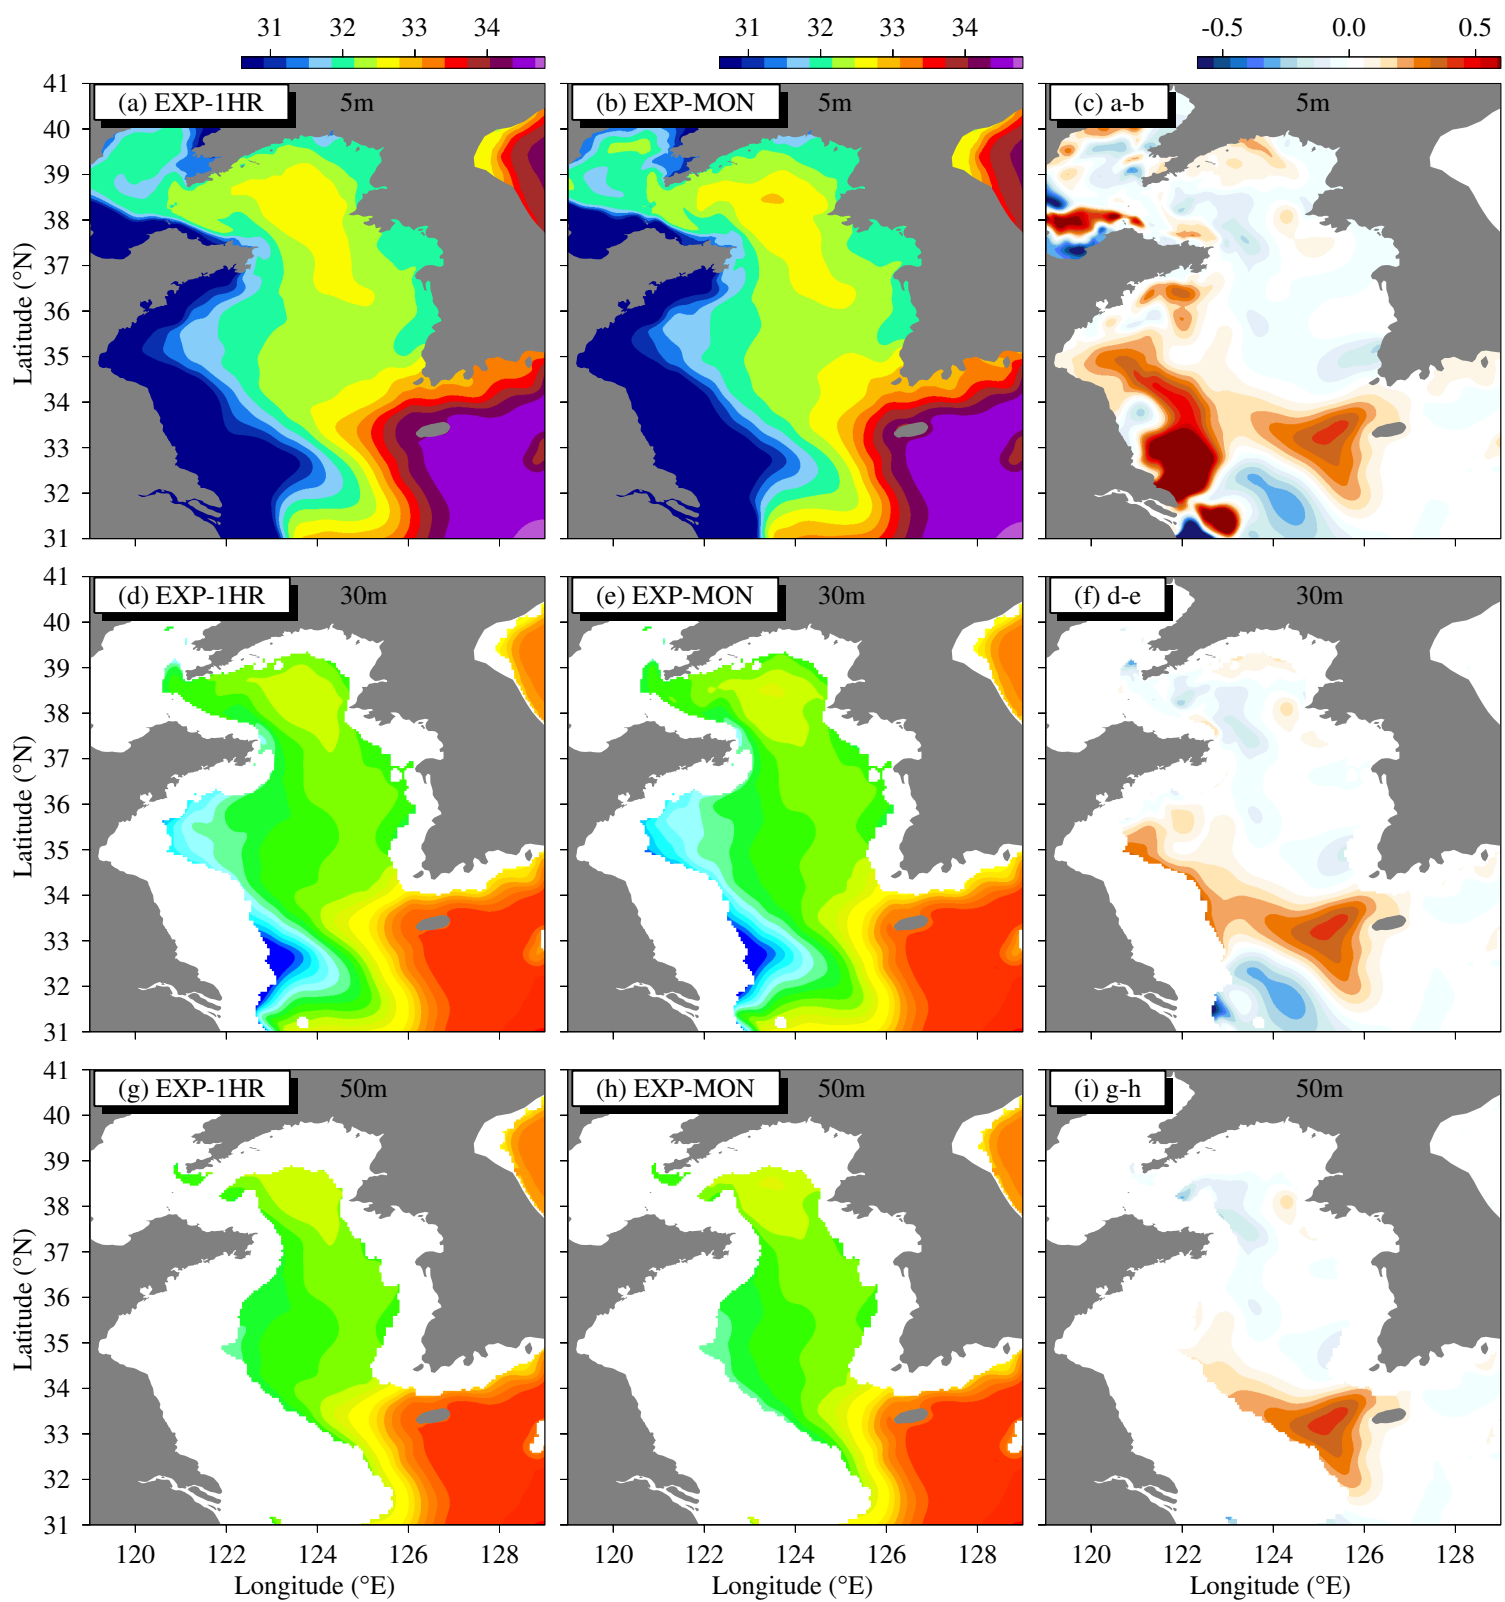 31 32 33 34
31 32 33 34
-0.5 0.0 0.5
(a) EXP-1HR 5m
(b) EXP-MON 5m
(c) a-b 5m
41
40
39
38
37
36
35
34
33
32
31
Latitude (°N)
(d) EXP-1HR 30m
(e) EXP-MON 30m
(f) d-e 30m
41
40
39
38
37
36
35
34
33
32
31
Latitude (°N)
(g) EXP-1HR 50m
(h) EXP-MON 50m
(i) g-h 50m
41
40
39
38
37
36
35
34
33
32
31
Latitude (°N)
120 122 124 126 128
120 122 124 126 128
120 122 124 126 128
Longitude (°E)
Longitude (°E)
Longitude (°E)